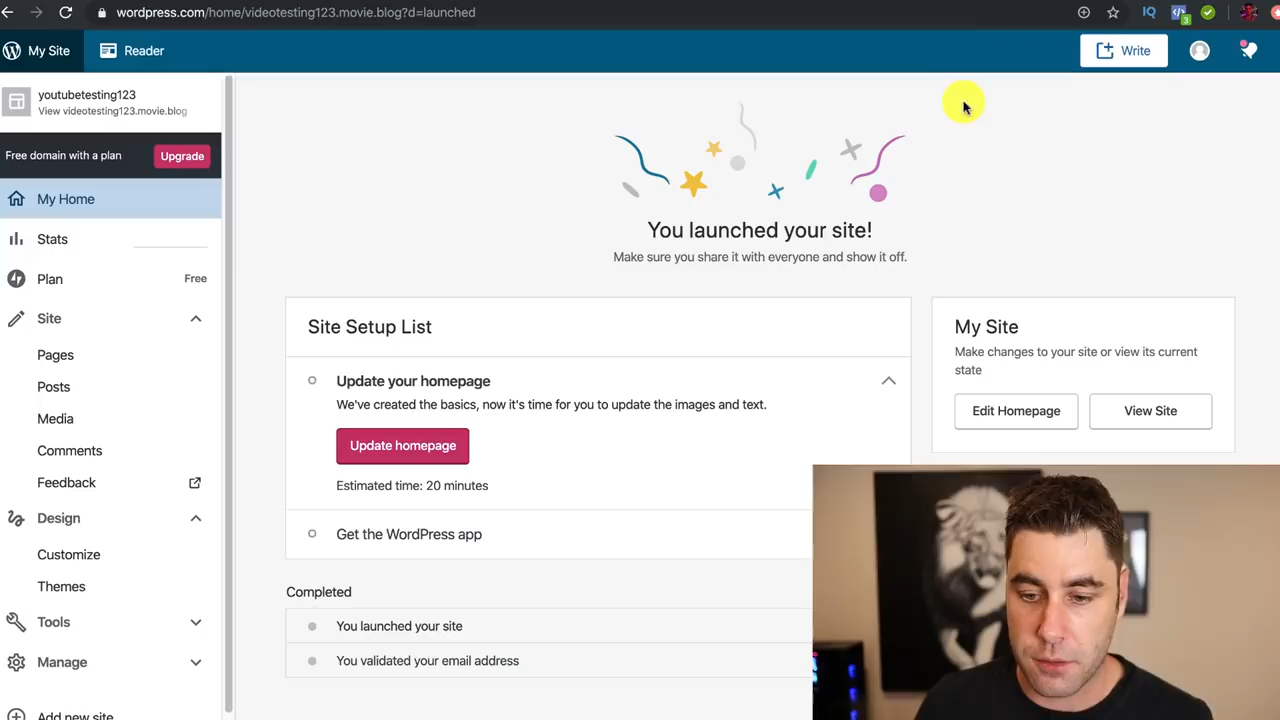 wordpress.com/home/videotesting123.movie.blog?d=launched
IQ
3
My Site
Reader
Write
youtubetesting123
View videotesting123.movie.blog
Free domain with a plan
Upgrade
My Home
Stats
Plan
Free
Site
Pages
Posts
Media
Comments
Feedback
Design
Customize
Themes
Tools
Manage
Add new site
You launched your site!
Make sure you share it with everyone and show it off.
Site Setup List
Update your homepage
We've created the basics, now it's time for you to update the images and text.
Update homepage
Estimated time: 20 minutes
Get the WordPress app
Completed
You launched your site
You validated your email address
My Site
Make changes to your site or view its current
state
Edit Homepage
View Site